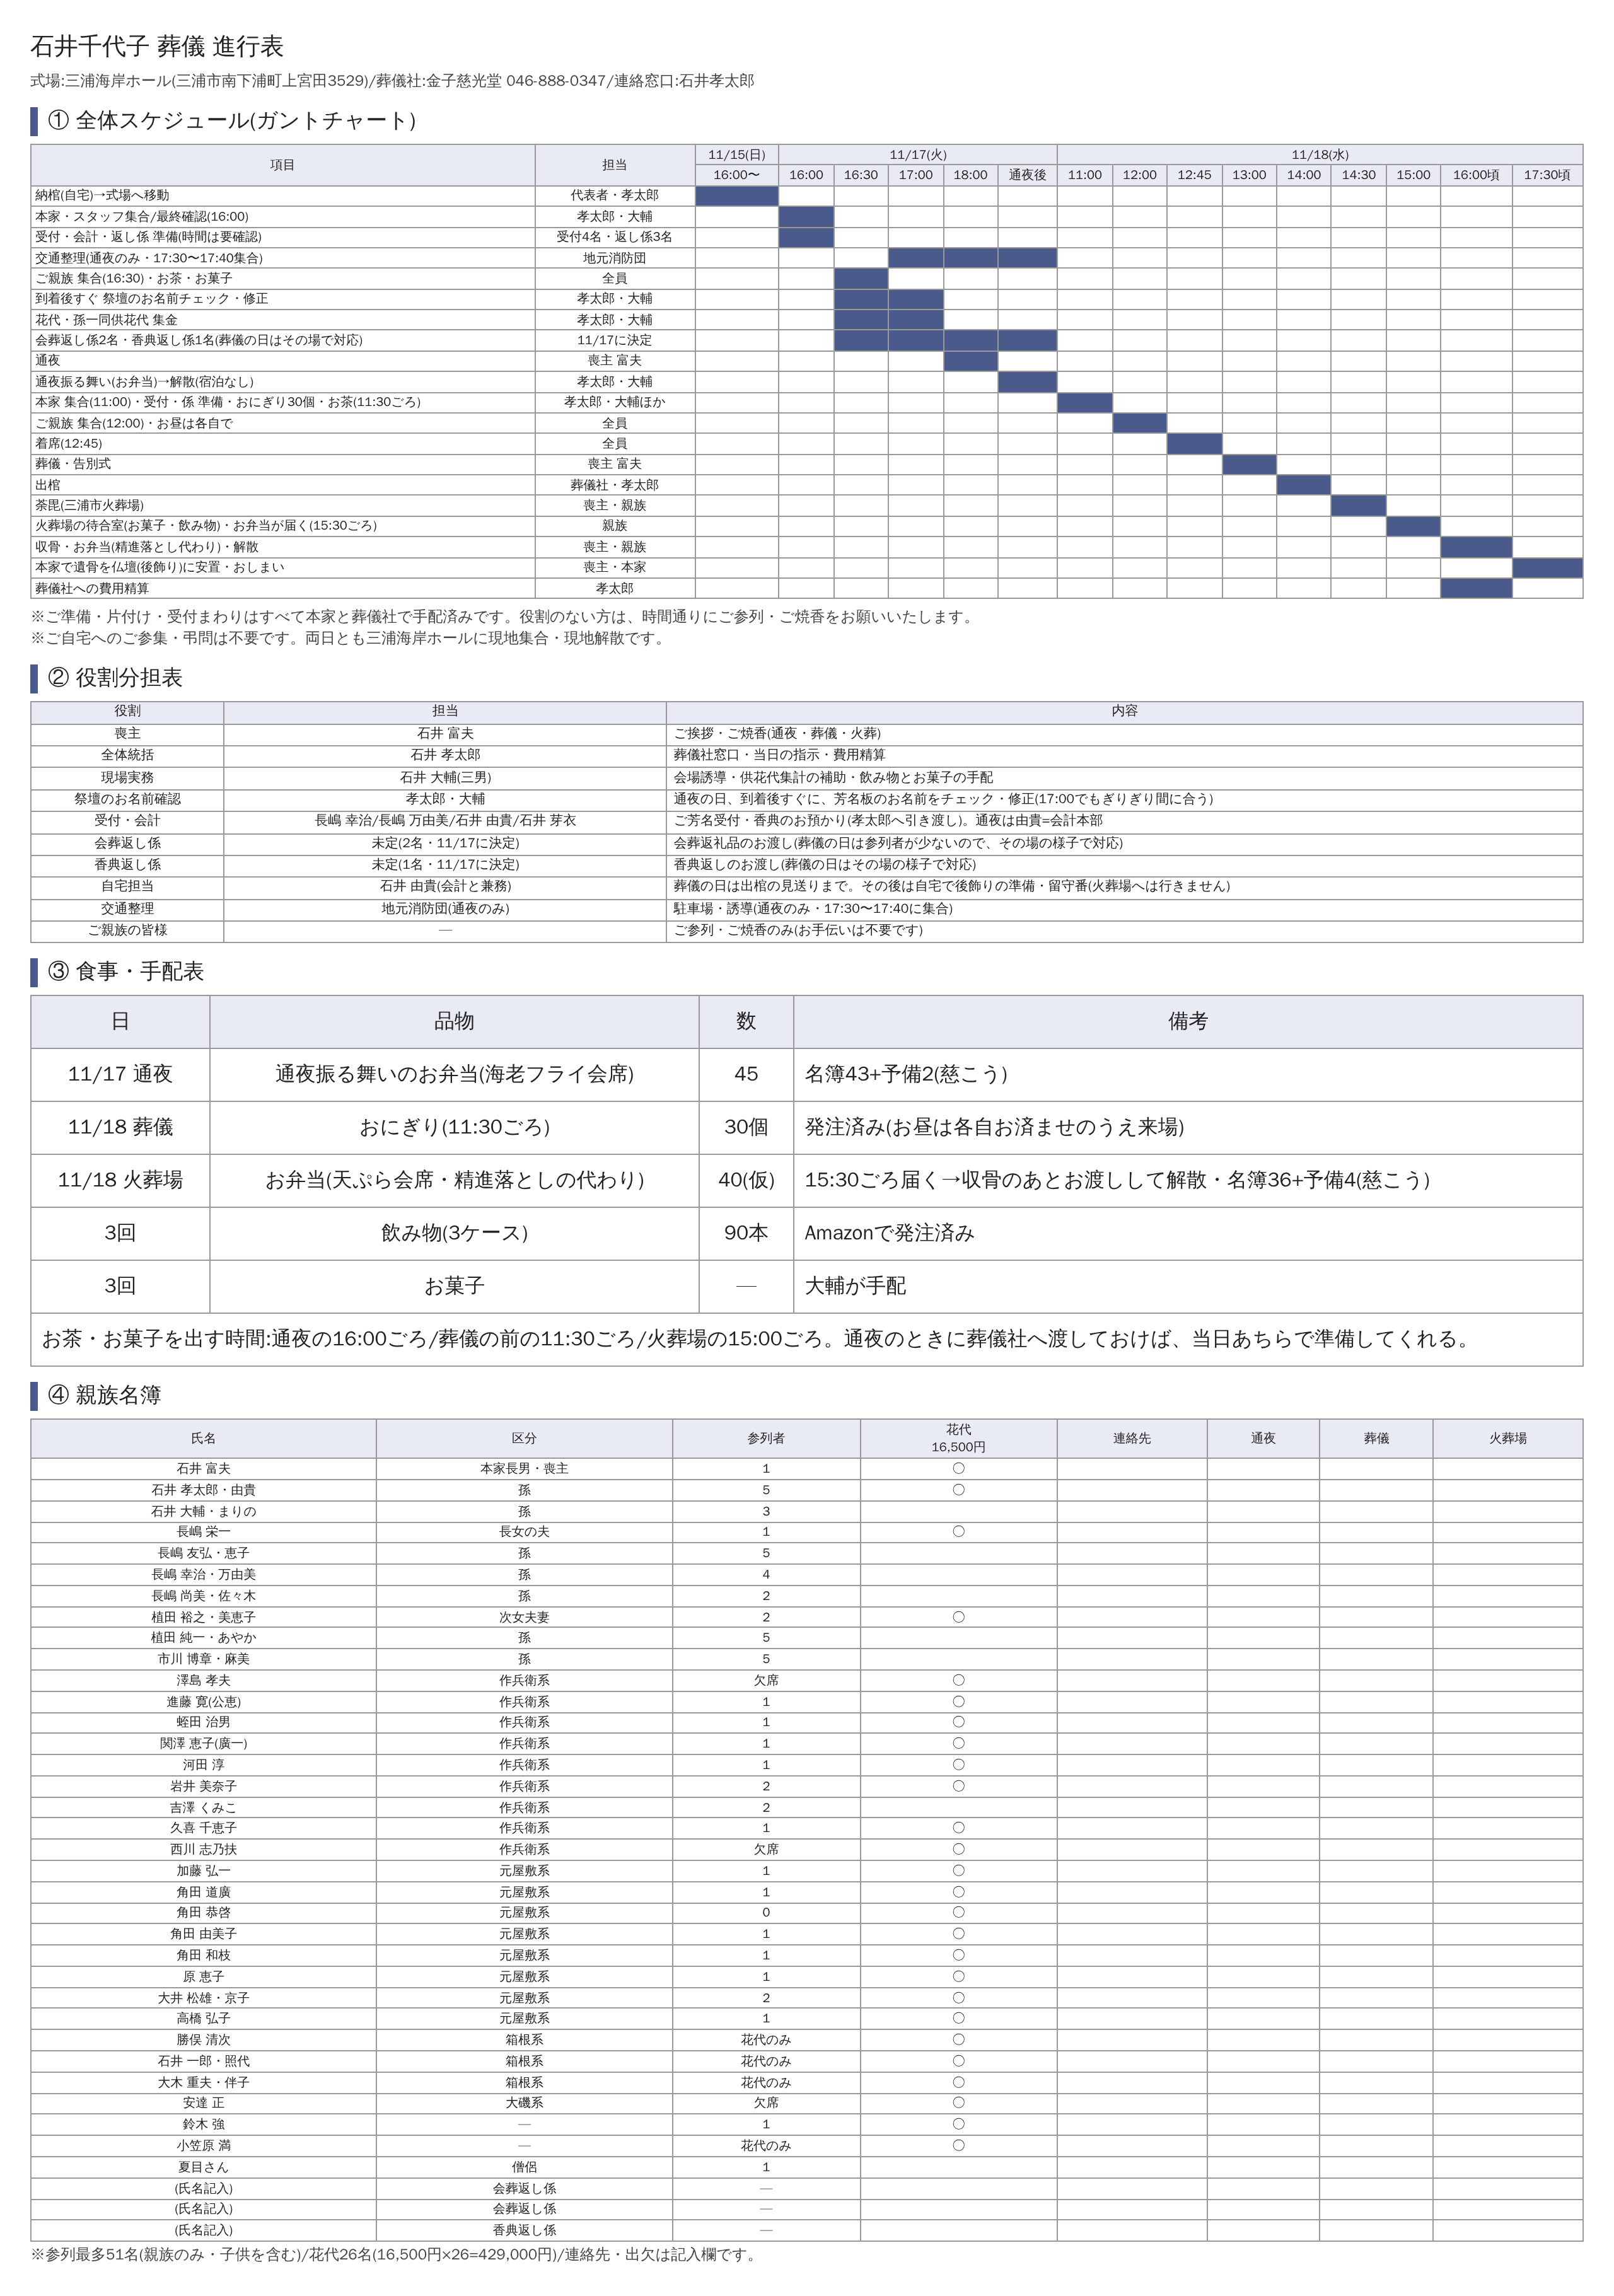 石井千代子 葬儀 進行表
式場:三浦海岸ホール(三浦市南下浦町上宮田3529)/葬儀社:金子慈光堂 046-888-0347/連絡窓口:石井孝太郎
① 全体スケジュール(ガントチャート)
項目 担当 11/15(日) 11/17(火) 11/18(水)
16:00〜 16:00 16:30 17:00 18:00 通夜後 11:00 12:00 12:45 13:00 14:00 14:30 15:00 16:00頃 17:30頃
納棺(自宅)→式場へ移動 代表者・孝太郎
本家・スタッフ集合/最終確認(16:00) 孝太郎・大輔
受付・会計・返し係 準備(時間は要確認) 受付4名・返し係3名
交通整理(通夜のみ・17:30〜17:40集合) 地元消防団
ご親族 集合(16:30)・お茶・お菓子 全員
到着後すぐ 祭壇のお名前チェック・修正 孝太郎・大輔
花代・孫一同供花代 集金 孝太郎・大輔
会葬返し係2名・香典返し係1名(葬儀の日はその場で対応) 11/17に決定
通夜 喪主 富夫
通夜振る舞い(お弁当)→解散(宿泊なし) 孝太郎・大輔
本家 集合(11:00)・受付・係 準備・おにぎり30個・お茶(11:30ごろ) 孝太郎・大輔ほか
ご親族 集合(12:00)・お昼は各自で 全員
着席(12:45) 全員
葬儀・告別式 喪主 富夫
出棺 葬儀社・孝太郎
荼毘(三浦市火葬場) 喪主・親族
火葬場の待合室(お菓子・飲み物)・お弁当が届く(15:30ごろ) 親族
収骨・お弁当(精進落とし代わり)・解散 喪主・親族
本家で遺骨を仏壇(後飾り)に安置・おしまい 喪主・本家
葬儀社への費用精算 孝太郎
※ご準備・片付け・受付まわりはすべて本家と葬儀社で手配済みです。役割のない方は、時間通りにご参列・ご焼香をお願いいたします。
※ご自宅へのご参集・弔問は不要です。両日とも三浦海岸ホールに現地集合・現地解散です。
② 役割分担表
役割 担当 内容
喪主 石井 富夫 ご挨拶・ご焼香(通夜・葬儀・火葬)
全体統括 石井 孝太郎 葬儀社窓口・当日の指示・費用精算
現場実務 石井 大輔(三男) 会場誘導・供花代集計の補助・飲み物とお菓子の手配
祭壇のお名前確認 孝太郎・大輔 通夜の日、到着後すぐに、芳名板のお名前をチェック・修正(17:00でもぎりぎり間に合う)
受付・会計 長嶋 幸治/長嶋 万由美/石井 由貴/石井 芽衣 ご芳名受付・香典のお預かり(孝太郎へ引き渡し)。通夜は由貴=会計本部
会葬返し係 未定(2名・11/17に決定) 会葬返礼品のお渡し(葬儀の日は参列者が少ないので、その場の様子で対応)
香典返し係 未定(1名・11/17に決定) 香典返しのお渡し(葬儀の日はその場の様子で対応)
自宅担当 石井 由貴(会計と兼務) 葬儀の日は出棺の見送りまで。その後は自宅で後飾りの準備・留守番(火葬場へは行きません)
交通整理 地元消防団(通夜のみ) 駐車場・誘導(通夜のみ・17:30〜17:40に集合)
ご親族の皆様 — ご参列・ご焼香のみ(お手伝いは不要です)
③ 食事・手配表
日 品物 数 備考
11/17 通夜 通夜振る舞いのお弁当(海老フライ会席) 45 名簿43+予備2(慈こう)
11/18 葬儀 おにぎり(11:30ごろ) 30個 発注済み(お昼は各自お済ませのうえ来場)
11/18 火葬場 お弁当(天ぷら会席・精進落としの代わり) 40(仮) 15:30ごろ届く→収骨のあとお渡しして解散・名簿36+予備4(慈こう)
3回 飲み物(3ケース) 90本 Amazonで発注済み
3回 お菓子 — 大輔が手配
お茶・お菓子を出す時間:通夜の16:00ごろ/葬儀の前の11:30ごろ/火葬場の15:00ごろ。通夜のときに葬儀社へ渡しておけば、当日あちらで準備してくれる。
④ 親族名簿
氏名 区分 参列者 花代 16,500円 連絡先 通夜 葬儀 火葬場
石井 富夫 本家長男・喪主 1 〇
石井 孝太郎・由貴 孫 5 〇
石井 大輔・まりの 孫 3
長嶋 栄一 長女の夫 1 〇
長嶋 友弘・恵子 孫 5
長嶋 幸治・万由美 孫 4
長嶋 尚美・佐々木 孫 2
植田 裕之・美恵子 次女夫妻 2 〇
植田 純一・あやか 孫 5
市川 博章・麻美 孫 5
澤島 孝夫 作兵衛系 欠席 〇
進藤 寛(公恵) 作兵衛系 1 〇
蛭田 治男 作兵衛系 1 〇
関澤 恵子(廣一) 作兵衛系 1 〇
河田 淳 作兵衛系 1 〇
岩井 美奈子 作兵衛系 2 〇
吉澤 くみこ 作兵衛系 2
久喜 千恵子 作兵衛系 1 〇
西川 志乃扶 作兵衛系 欠席 〇
加藤 弘一 元屋敷系 1 〇
角田 道廣 元屋敷系 1 〇
角田 恭啓 元屋敷系 0 〇
角田 由美子 元屋敷系 1 〇
角田 和枝 元屋敷系 1 〇
原 恵子 元屋敷系 1 〇
大井 松雄・京子 元屋敷系 2 〇
高橋 弘子 元屋敷系 1 〇
勝俣 清次 箱根系 花代のみ 〇
石井 一郎・照代 箱根系 花代のみ 〇
大木 重夫・伴子 箱根系 花代のみ 〇
安達 正 大磯系 欠席 〇
鈴木 強 — 1 〇
小笠原 満 — 花代のみ 〇
夏目さん 僧侶 1
(氏名記入) 会葬返し係 —
(氏名記入) 会葬返し係 —
(氏名記入) 香典返し係 —
※参列最多51名(親族のみ・子供を含む)/花代26名(16,500円×26=429,000円)/連絡先・出欠は記入欄です。